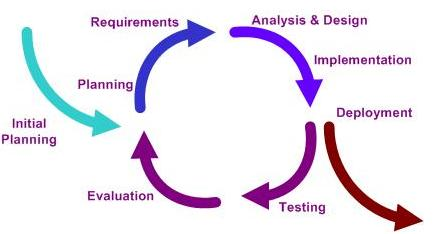 Requirements
Analysis & Design
Implementation
Planning
Deployment
Initial
Planning
Evaluation
Testing